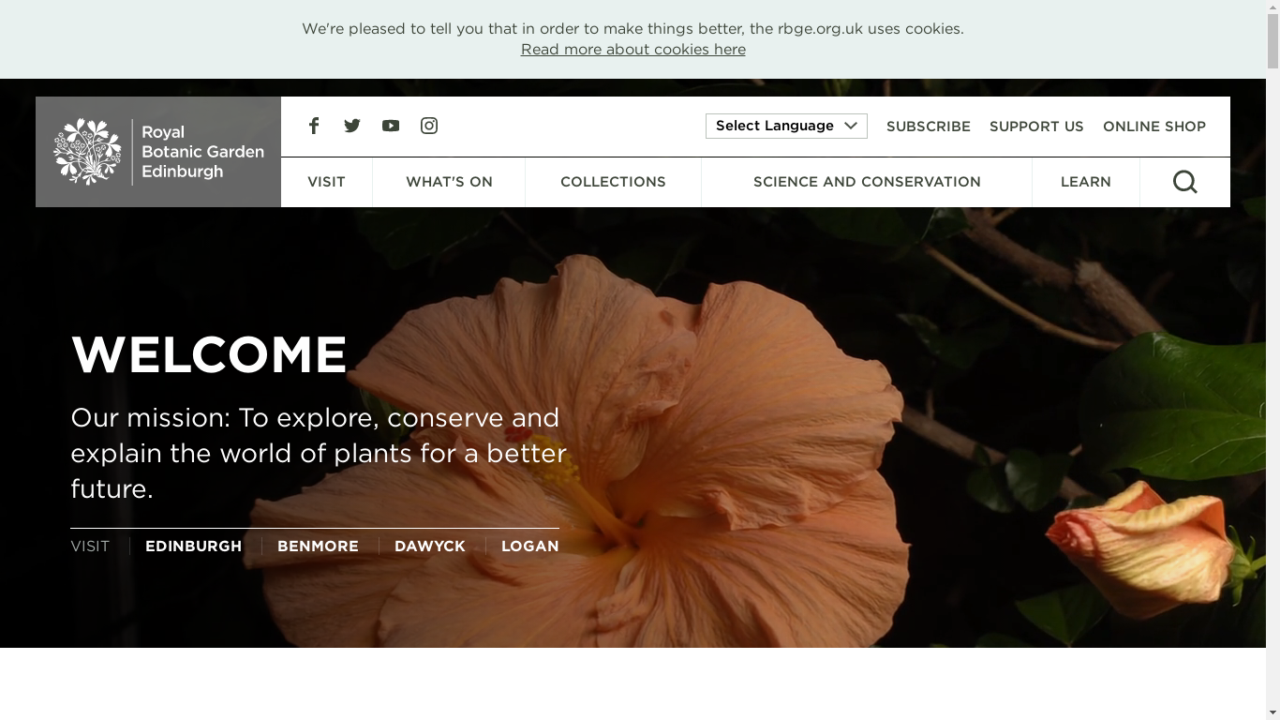 We're pleased to tell you that in order to make things better, the rbge.org.uk uses cookies.
Read more about cookies here
Royal
Botanic Garden
Edinburgh
Select Language
SUBSCRIBE
SUPPORT US
ONLINE SHOP
VISIT
WHAT'S ON
COLLECTIONS
SCIENCE AND CONSERVATION
LEARN
WELCOME
Our mission: To explore, conserve and
explain the world of plants for a better
future.
VISIT
EDINBURGH
BENMORE
DAWYCK
LOGAN